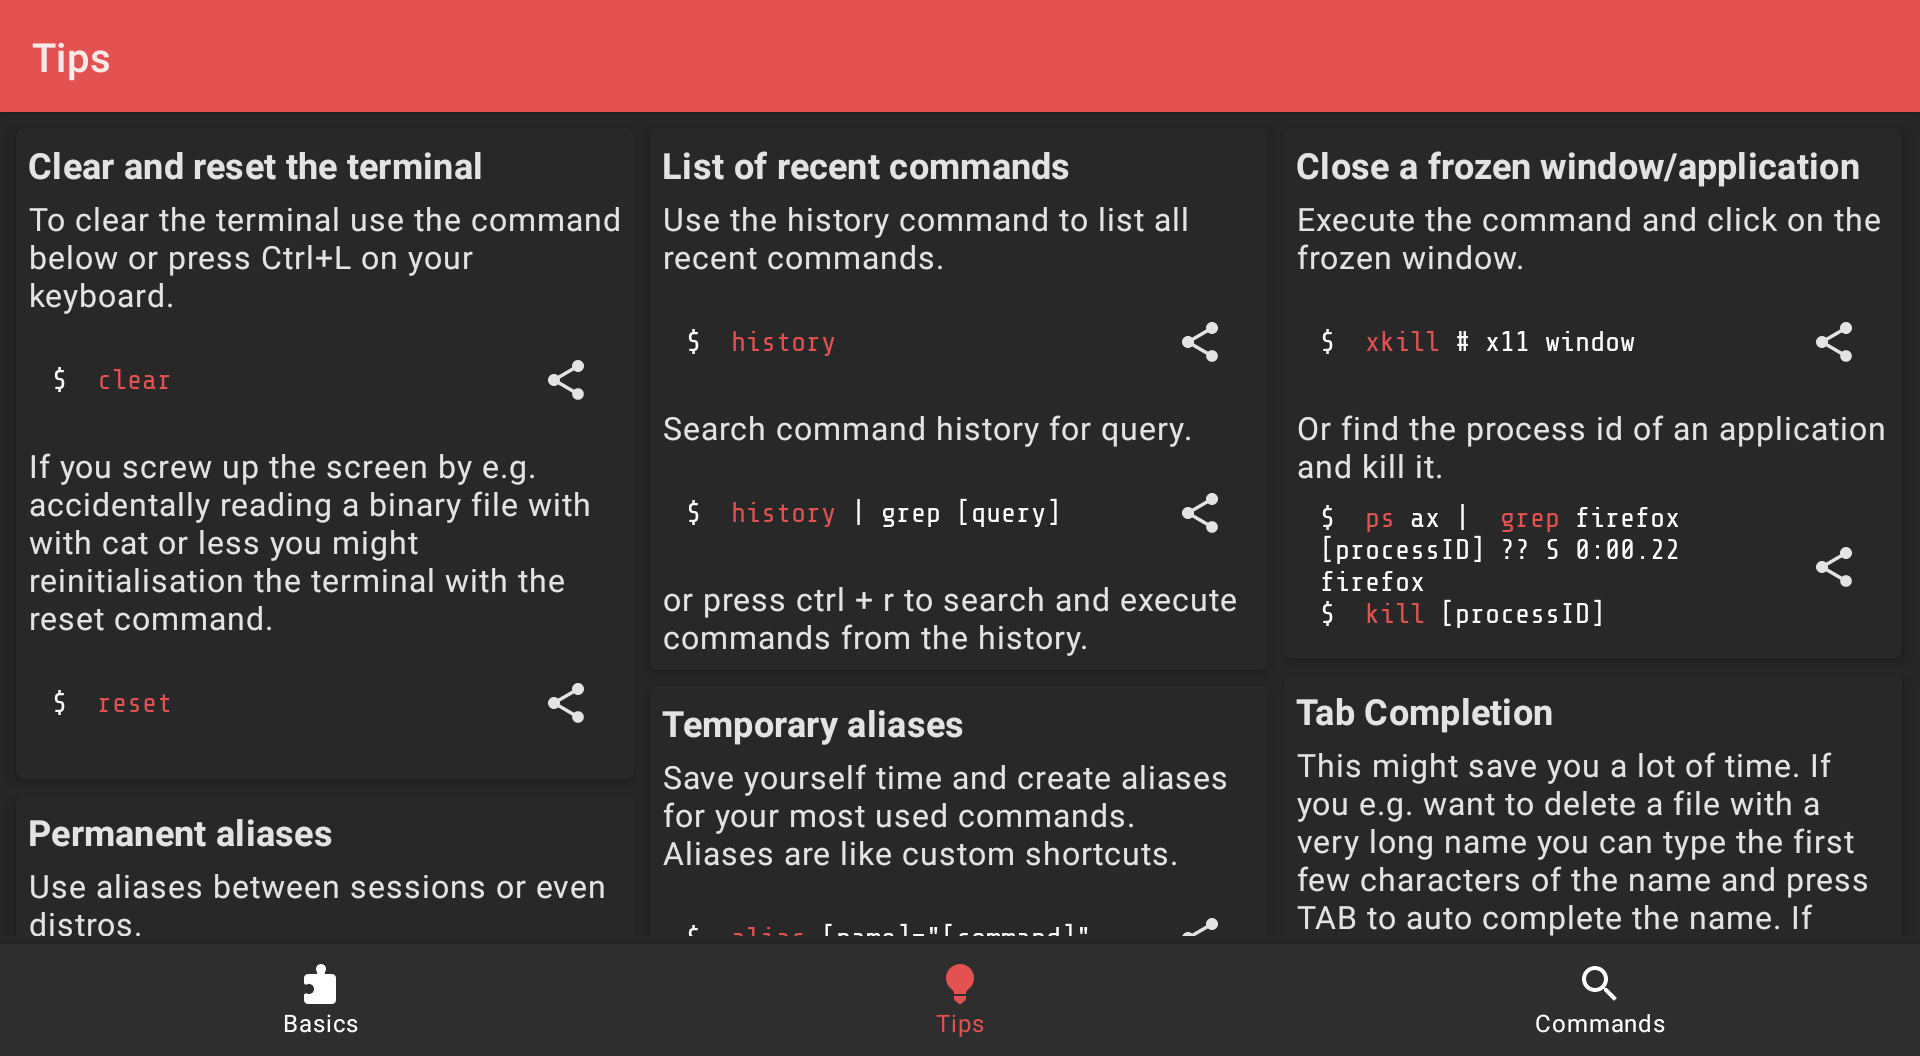 Tips
Clear and reset the terminal
To clear the terminal use the command
below or press Ctrl+L on your
keyboard.
$ clear
If you screw up the screen by e.g.
accidentally reading a binary file with
with cat or less you might
reinitialisation the terminal with the
reset command.
$ reset
Permanent aliases
Use aliases between sessions or even
distros.
List of recent commands
Use the history command to list all
recent commands.
$ history
Search command history for query.
$ history | grep [query]
or press ctrl + r to search and execute
commands from the history.
Temporary aliases
Save yourself time and create aliases
for your most used commands.
Aliases are like custom shortcuts.
$ alias [name]="[command]"
Close a frozen window/application
Execute the command and click on the
frozen window.
$ xkill # x11 window
Or find the process id of an application
and kill it.
$ ps ax | grep firefox
[processID] ?? S 0:00.22
firefox
$ kill [processID]
Tab Completion
This might save you a lot of time. If
you e.g. want to delete a file with a
very long name you can type the first
few characters of the name and press
TAB to auto complete the name. If
Basics
Tips
Commands